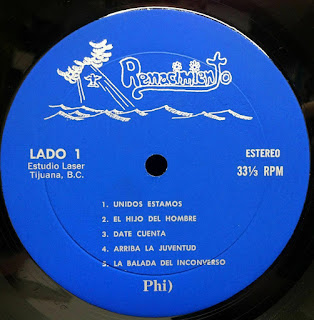 Renacimiento
LADO 1
Estudio Laser
Tijuana, B.C.
ESTEREO
33⅓ RPM
1. UNIDOS ESTAMOS
2. EL HIJO DEL HOMBRE
3. DATE CUENTA
4. ARRIBA LA JUVENTUD
5. LA BALADA DEL INCONVERSO
Phi)